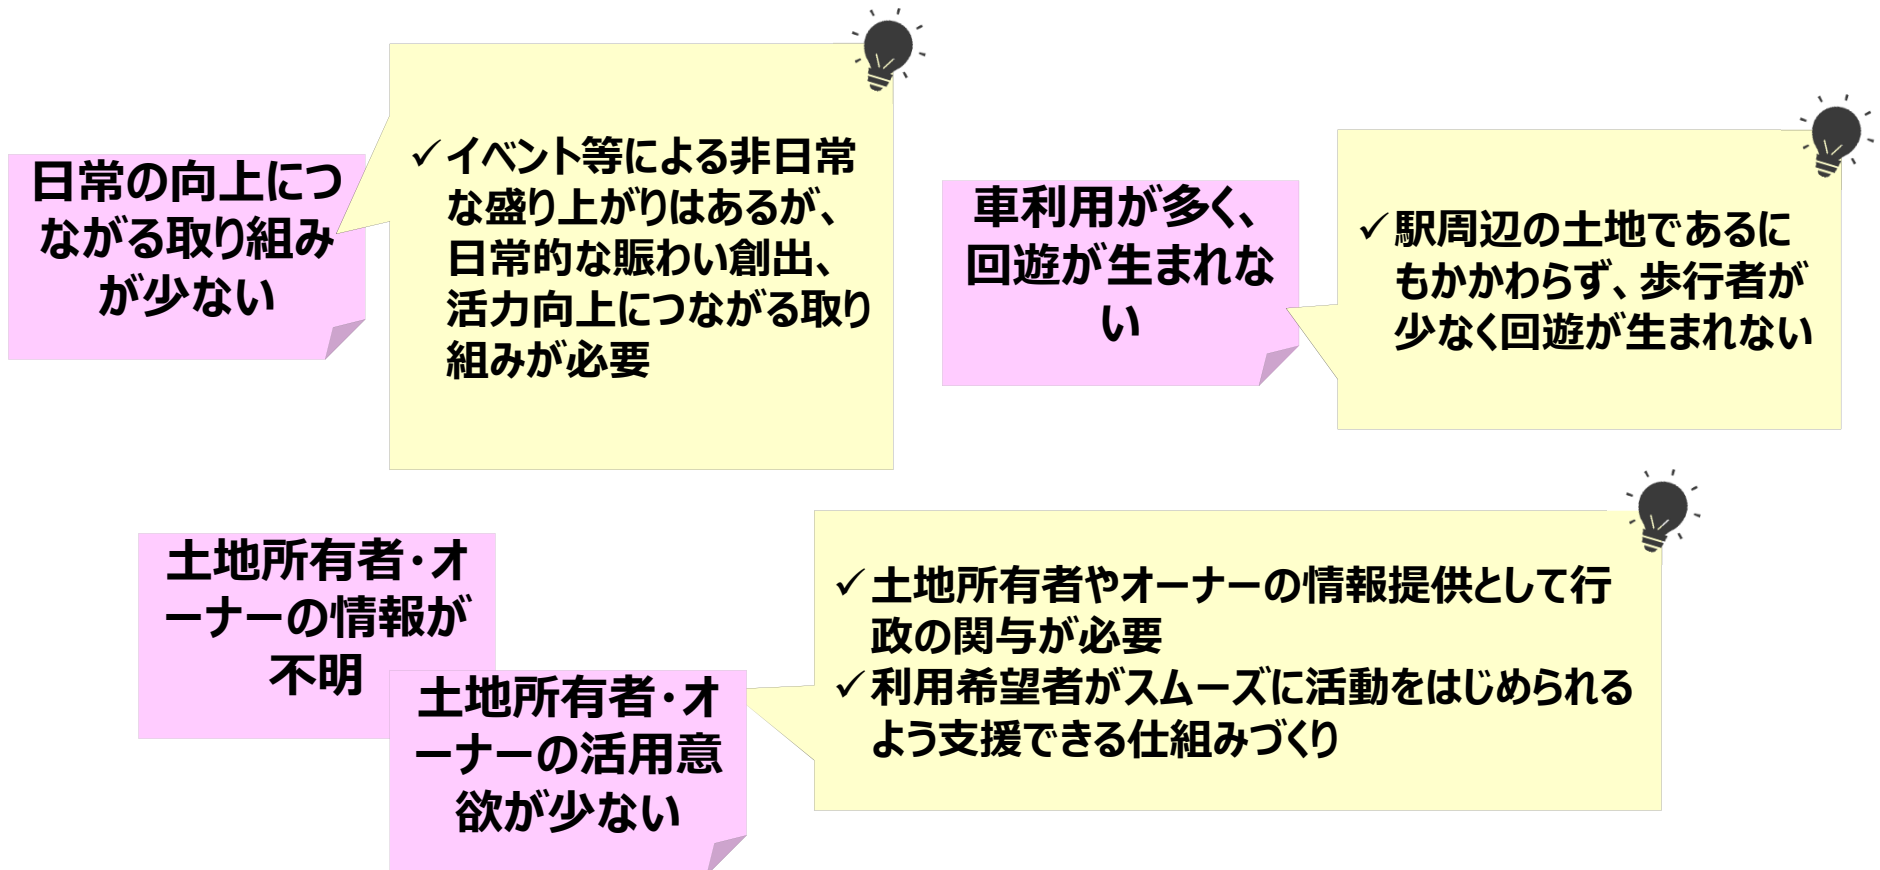 日常の向上につ
ながる取り組み
が少ない
✓イベント等による非日常
な盛り上がりはあるが、
日常的な賑わい創出、
活力向上につながる取り
組みが必要
車利用が多く、
回遊が生まれな
い
✓駅周辺の土地であるに
もかかわらず、歩行者が
少なく回遊が生まれない
土地所有者・オ
ーナーの情報が
不明
土地所有者・オ
ーナーの活用意
欲が少ない
✓土地所有者やオーナーの情報提供として行
政の関与が必要
✓利用希望者がスムーズに活動をはじめられる
よう支援できる仕組みづくり